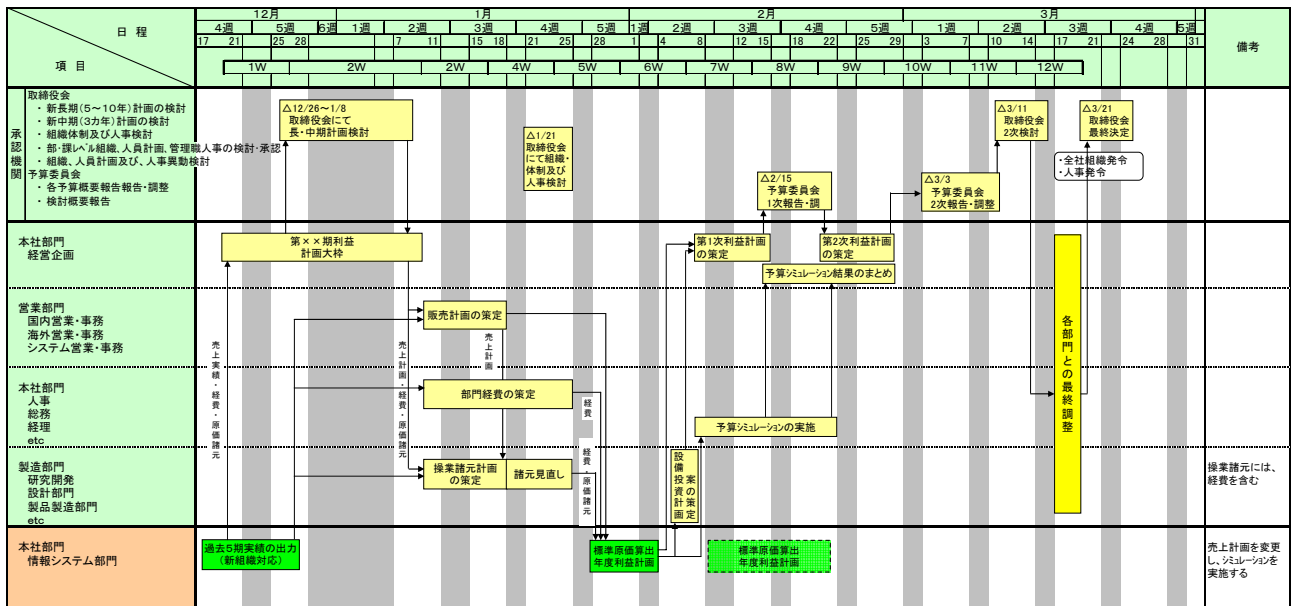 日 程
項 目
12月
1月
2月
3月
備考
4週 5週 6週 1週 2週 3週 4週 5週 1週 2週 3週 4週 5週 1週 2週 3週 4週 5週
17 21 25 28 7 11 15 18 21 25 28 1 4 8 12 15 18 22 25 29 3 7 10 14 17 21 24 28 31
1W 2W 2W 4W 5W 6W 7W 8W 9W 10W 11W 12W
承認機関
取締役会
・新長期(5～10年)計画の検討
・新中期(3カ年)計画の検討
・組織体制及び人事検討
・部・課レベル組織、人員計画、管理職人事の検討・承認
・組織、人員計画及び、人事異動検討
予算委員会
・各予算概要報告報告・調整
・検討概要報告
△12/26～1/8
取締役会にて
長・中期計画検討
△1/21
取締役会
にて組織・
体制及び
人事検討
△2/15
予算委員会
1次報告・調
△3/3
予算委員会
2次報告・調整
△3/11
取締役会
2次検討
△3/21
取締役会
最終決定
・全社組織発令
・人事発令
本社部門
経営企画
第××期利益
計画大枠
第1次利益計画
の策定
第2次利益計画
の策定
予算シミュレーション結果のまとめ
営業部門
国内営業・事務
海外営業・事務
システム営業・事務
販売計画の策定
売上実績・経費・原価諸元
売上計画・経費・原価諸元
売上計画
各部門との最終調整
本社部門
人事
総務
経理
etc
部門経費の策定
経費
予算シミュレーションの実施
製造部門
研究開発
設計部門
製品製造部門
etc
操業諸元計画
の策定
諸元見直し
経費・原価諸元
設備投資計画
案の策定
操業諸元には、
経費を含む
本社部門
情報システム部門
過去5期実績の出力
(新組織対応)
標準原価算出
年度利益計画
標準原価算出
年度利益計画
売上計画を変更
し、シミュレーションを
実施する